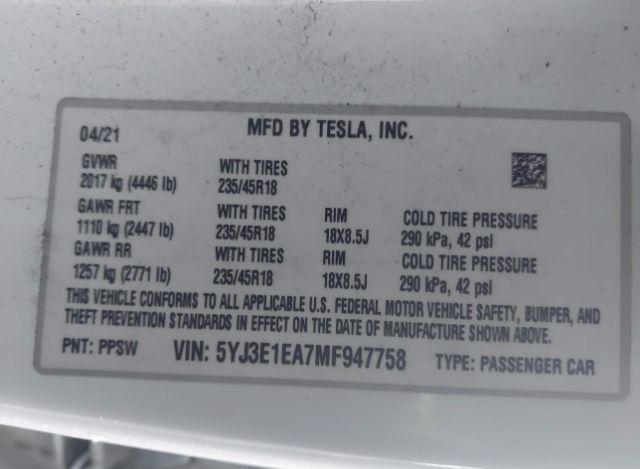 04/21 MFD BY TESLA, INC.
GVWR WITH TIRES
2017 kg (4446 lb) 235/45R18
GAWR FRT WITH TIRES RIM COLD TIRE PRESSURE
1110 kg (2447 lb) 235/45R18 18X8.5J 290 kPa, 42 psi
GAWR RR WITH TIRES RIM COLD TIRE PRESSURE
1257 kg (2771 lb) 235/45R18 18X8.5J 290 kPa, 42 psi
THIS VEHICLE CONFORMS TO ALL APPLICABLE U.S. FEDERAL MOTOR VEHICLE SAFETY, BUMPER, AND
THEFT PREVENTION STANDARDS IN EFFECT ON THE DATE OF MANUFACTURE SHOWN ABOVE.
PNT: PPSW VIN: 5YJ3E1EA7MF947758 TYPE: PASSENGER CAR